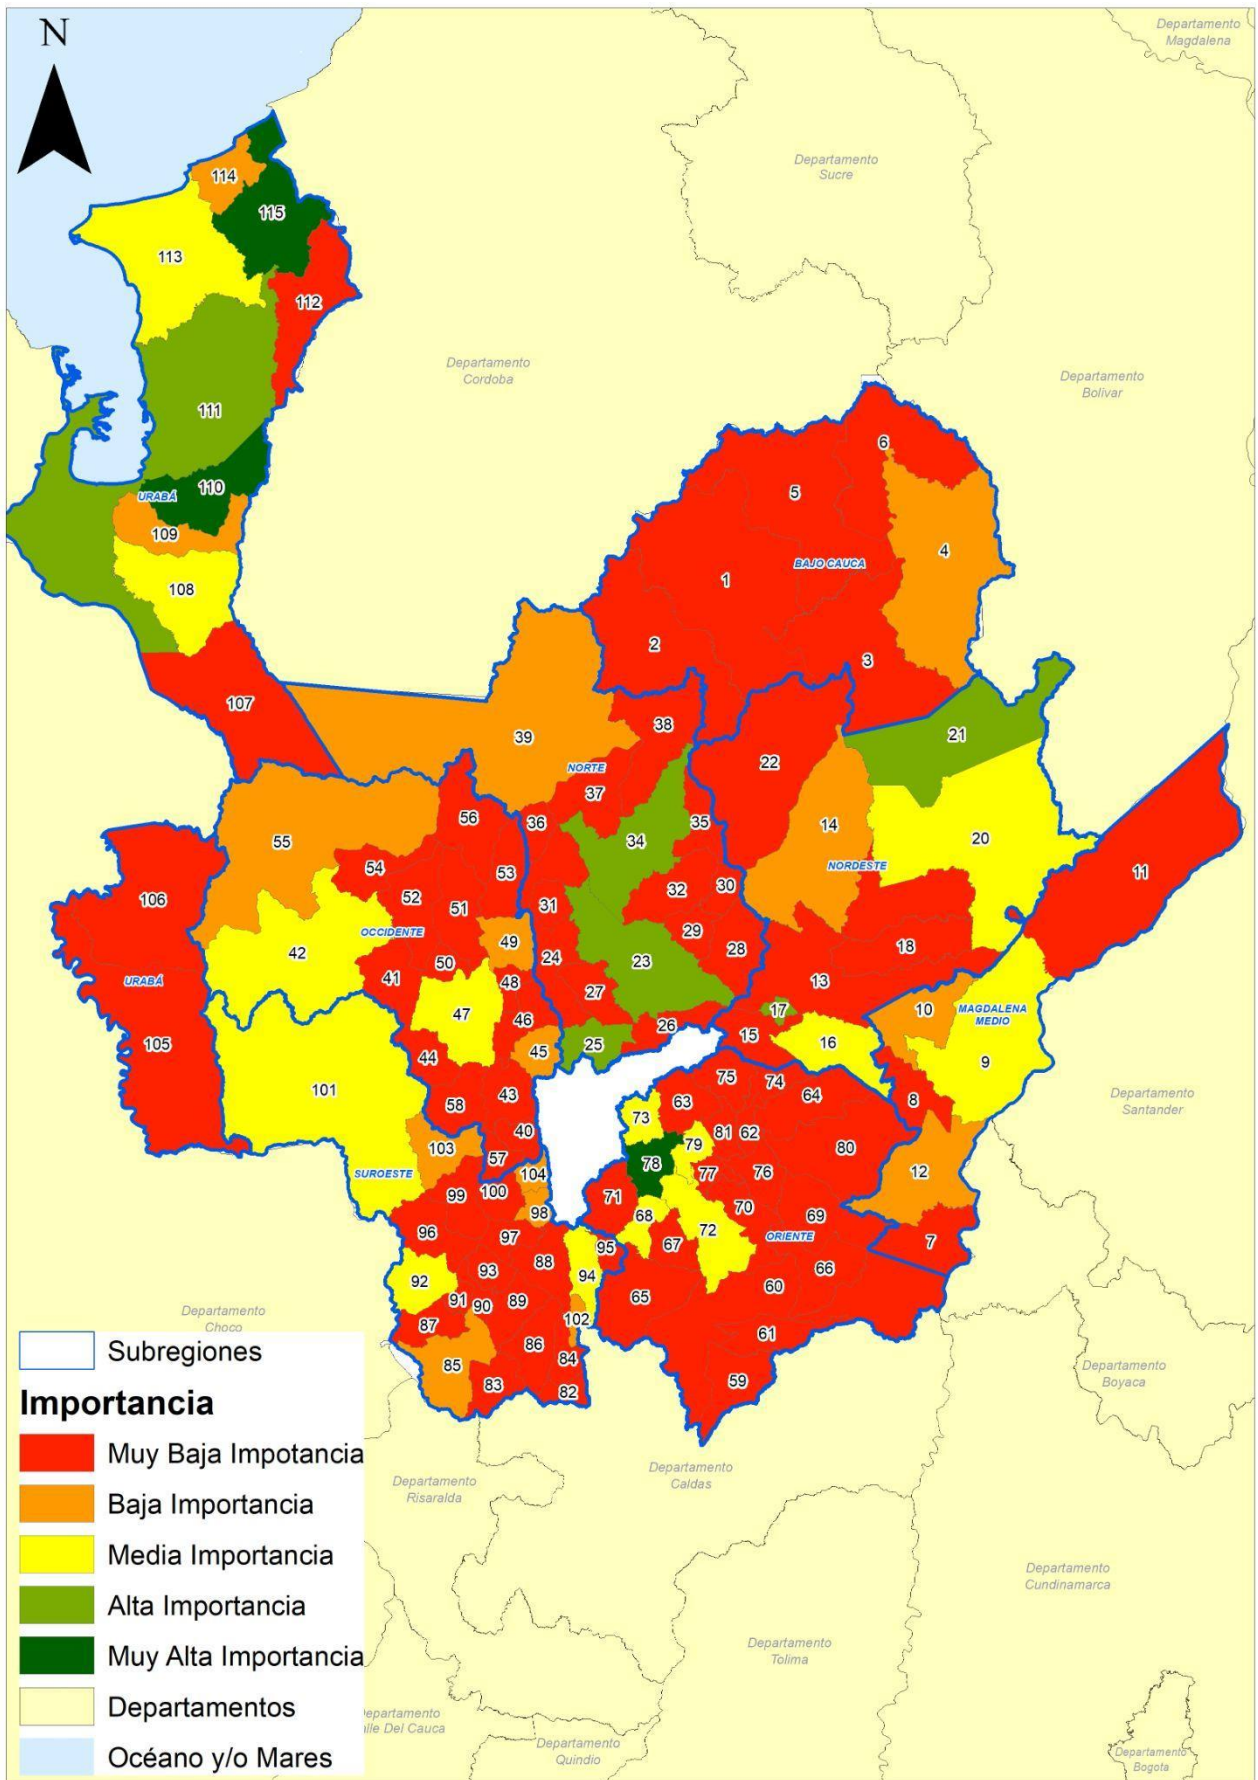 N
Departamento
Magdalena
Departamento
Sucre
114
115
113
112
Departamento
Cordoba
Departamento
Bolivar
111
6
5
110
URABÁ
109
4
BAJO CAUCA
1
108
2
3
107
38
21
39
22
NORTE
37
36
56
35
14
34
20
55
NORDESTE
53
54
11
32
30
52
31
106
51
29
OCCIDENTE
49
28
18
42
24
23
50
41
48
URABÁ
13
27
17
10
MAGDALENA
MEDIO
47
46
26
15
105
25
16
44
45
9
75
74
101
43
63
64
8
58
73
40
81
62
103
79
80
57
78
SUROESTE
104
77
76
12
99
100
71
98
68
70
69
96
97
72
ORIENTE
7
95
67
88
93
94
66
92
60
65
91
90
89
Departamento
Choco
102
87
61
86
84
85
59
83
82
Departamento
Santander
Departamento
Boyaca
Departamento
Caldas
Departamento
Risaralda
Departamento
Cundinamarca
Departamento
Tolima
Departamento
Quindio
Departamento
Bogota
Subregiones
Importancia
Muy Baja Impotancia
Baja Importancia
Media Importancia
Alta Importancia
Muy Alta Importancia
Departamentos
Océano y/o Mares